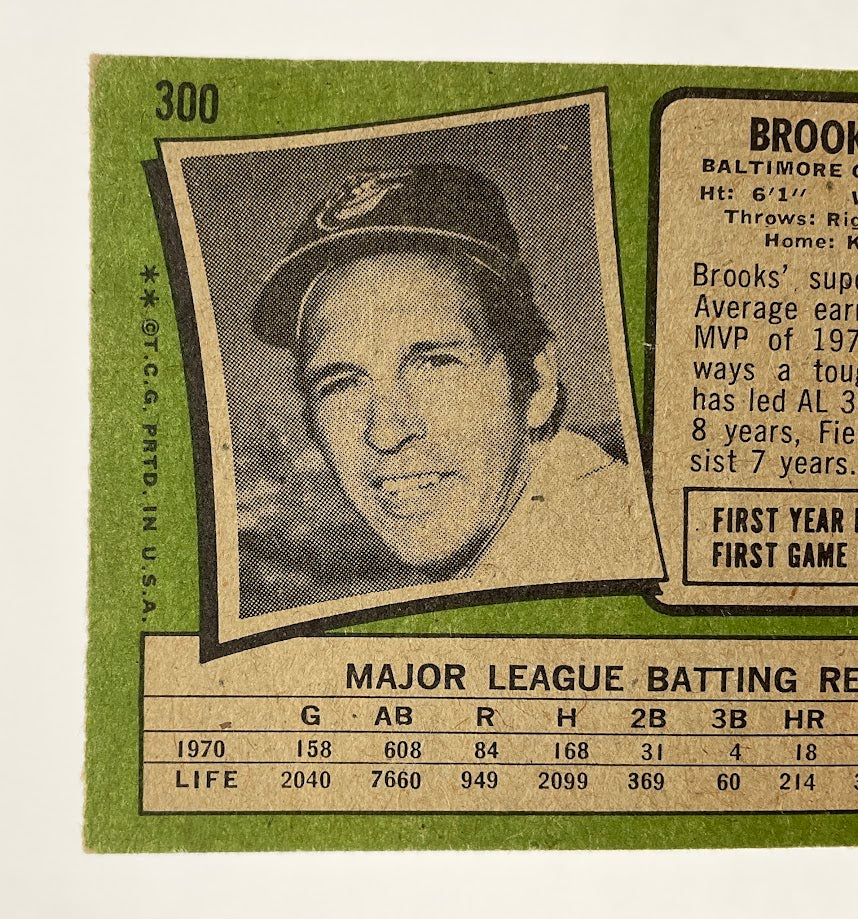 300
BROOK
BALTIMORE
Ht: 6'1"
Throws: Rig
Home: K
Brooks' supe
Average ear
MVP of 197
ways a toug
has led AL 3
8 years, Fie
sist 7 years.
FIRST YEAR
FIRST GAME
** ©T.C.G. PRTD. IN U.S.A.
MAJOR LEAGUE BATTING RE
G AB R H 2B 3B HR
1970 158 608 84 168 31 4 18
LIFE 2040 7660 949 2099 369 60 214